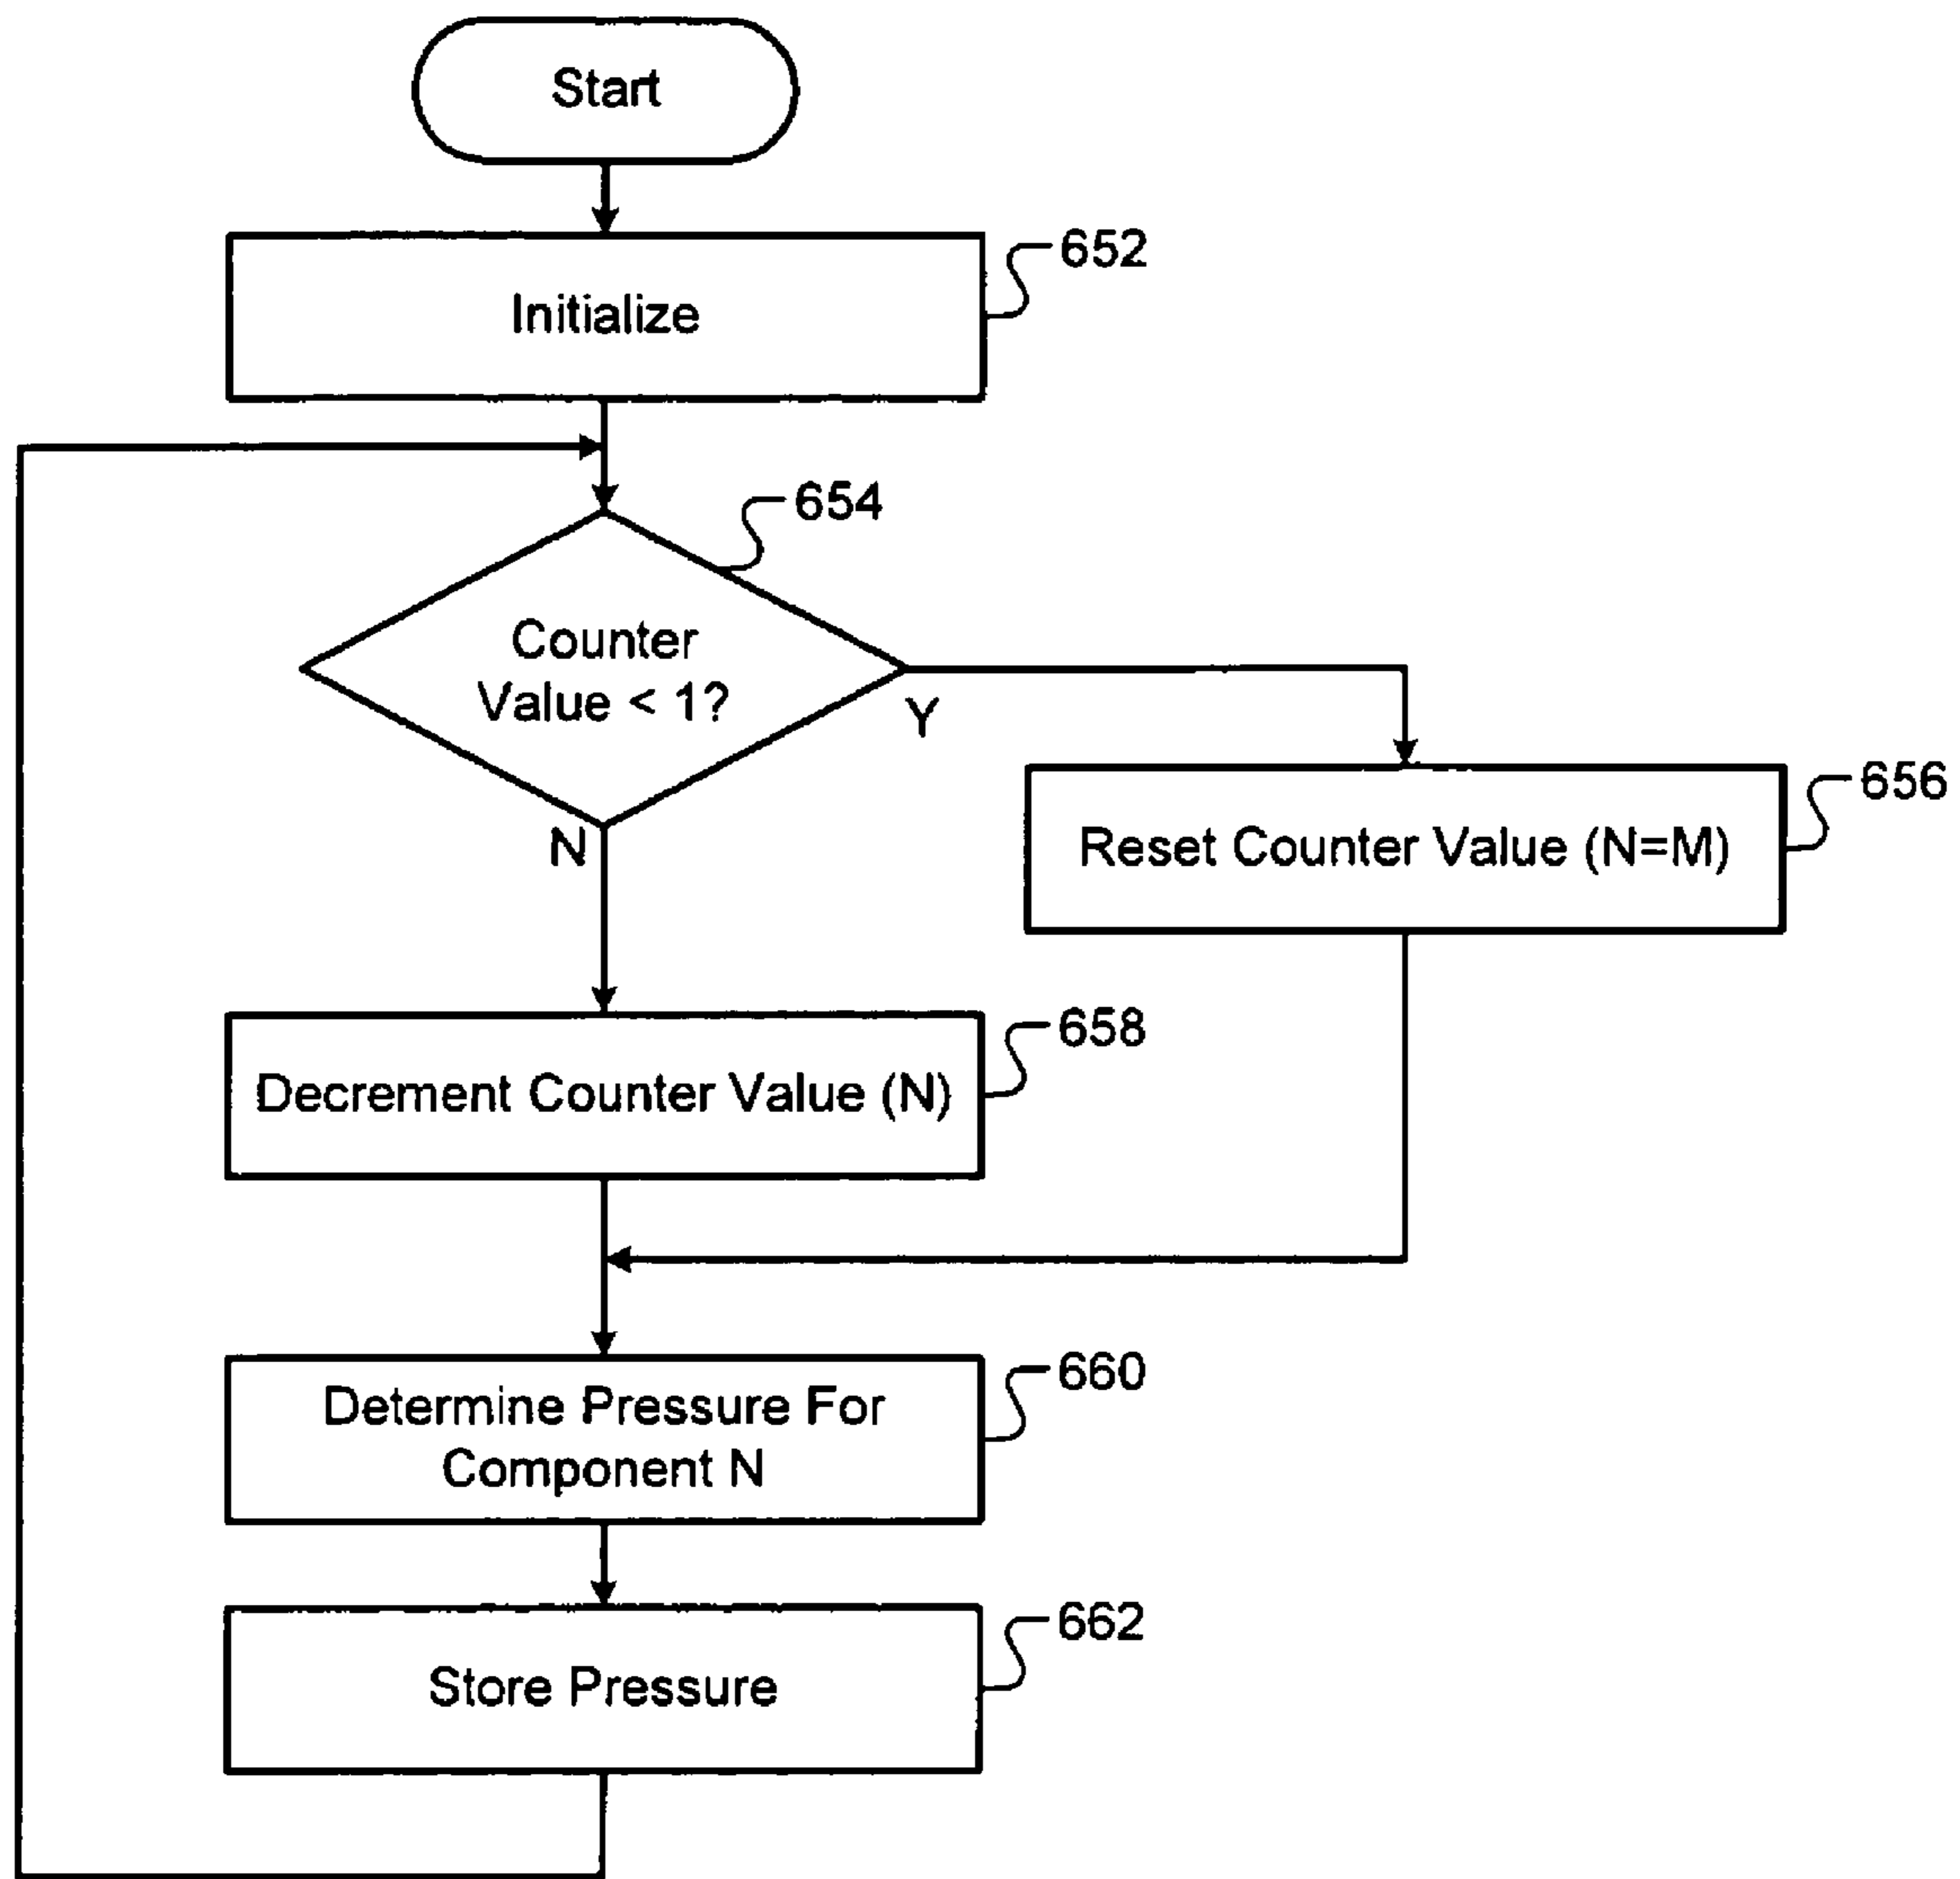 Start
Initialize
652
654
Counter
Value < 1?
Y
N
656
Reset Counter Value (N=M)
658
Decrement Counter Value (N)
660
Determine Pressure For
Component N
662
Store Pressure